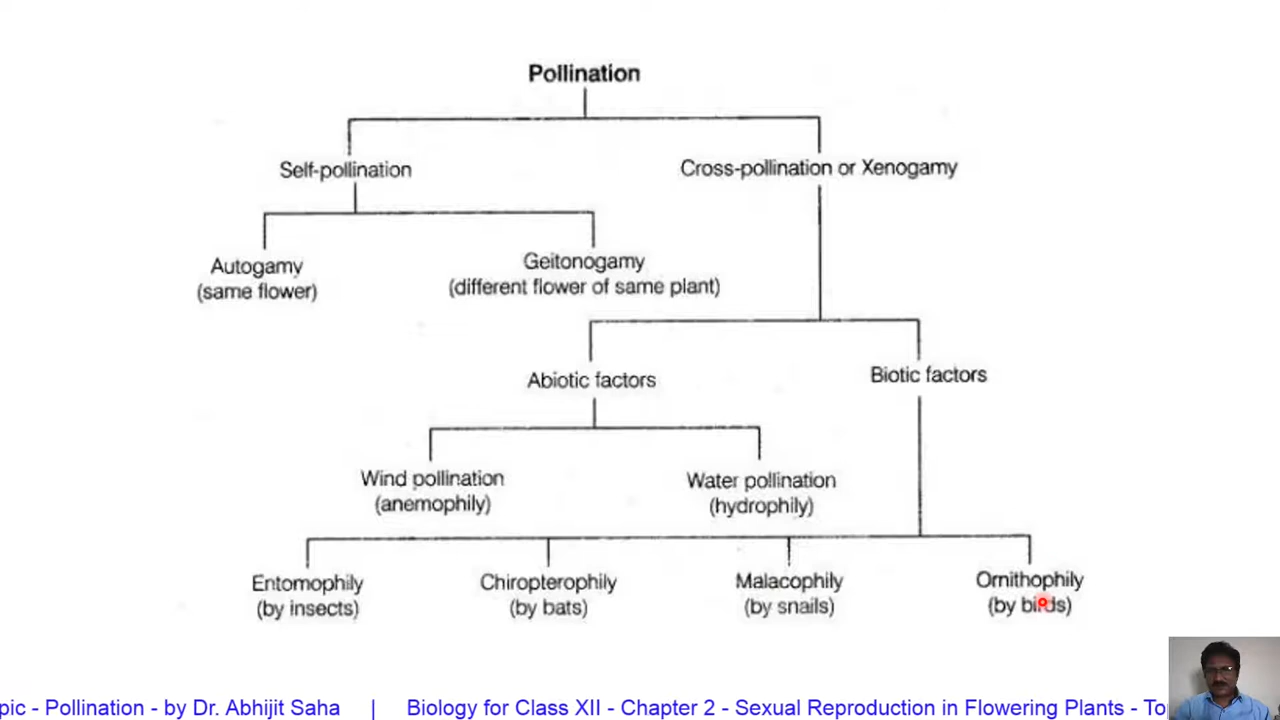 Pollination
Self-pollination
Cross-pollination or Xenogamy
Autogamy
(same flower)
Geitonogamy
(different flower of same plant)
Abiotic factors
Biotic factors
Wind pollination
(anemophily)
Water pollination
(hydrophily)
Entomophily
(by insects)
Chiropterophily
(by bats)
Malacophily
(by snails)
Ornithophily
(by birds)
pic - Pollination - by Dr. Abhijit Saha | Biology for Class XII - Chapter 2 - Sexual Reproduction in Flowering Plants - To